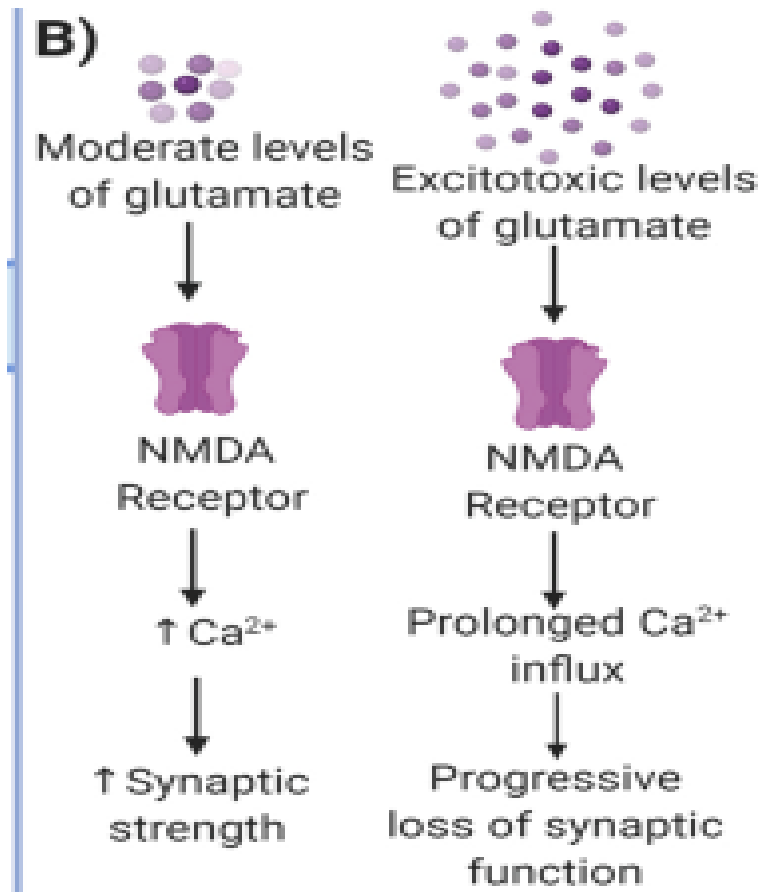 B)
Moderate levels
of glutamate
NMDA
Receptor
↑ Ca²⁺
↑ Synaptic
strength
Excitotoxic levels
of glutamate
NMDA
Receptor
Prolonged Ca²⁺
influx
Progressive
loss of synaptic
function